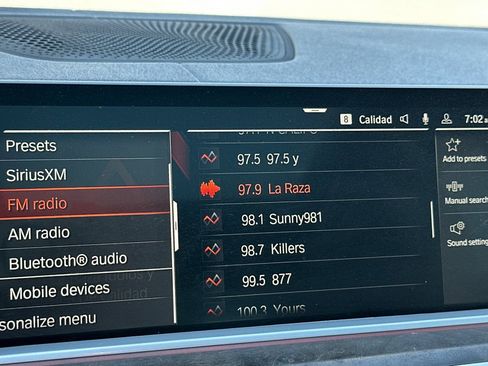 8 Calidad 7:02
Presets
SiriusXM
FM radio
AM radio
Bluetooth® audio
Mobile devices
sonalize menu
97.5 97.5 y
97.9 La Raza
98.1 Sunny981
98.7 Killers
99.5 877
100.3 Yours
Add to presets
Manual search
Sound setting